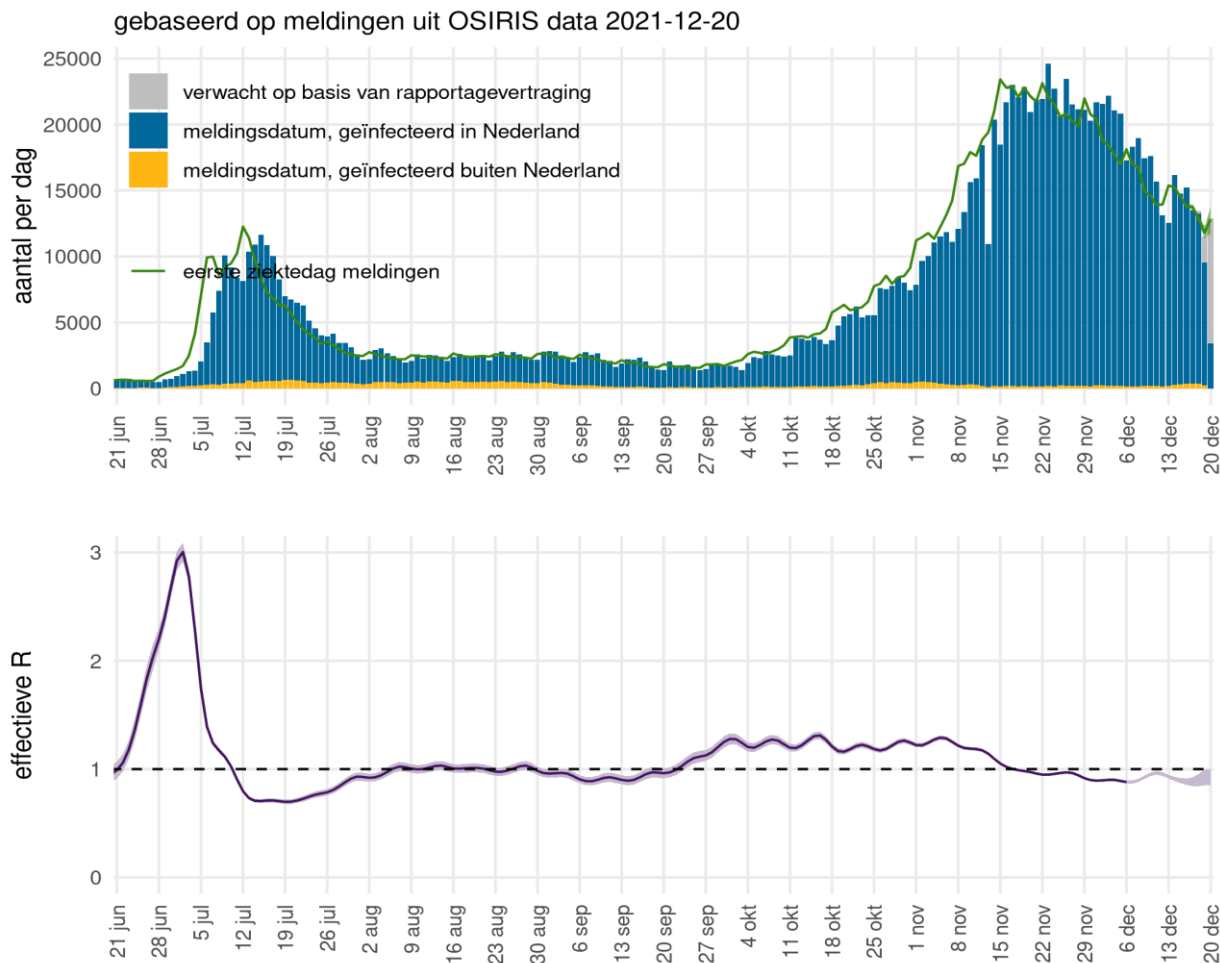 gebaseerd op meldingen uit OSIRIS data 2021-12-20
aantal per dag
25000
20000
15000
10000
5000
0
verwacht op basis van rapportagevertraging
meldingsdatum, geïnfecteerd in Nederland
meldingsdatum, geïnfecteerd buiten Nederland
eerste ziektedag meldingen
21 jun
28 jun
5 jul
12 jul
19 jul
26 jul
2 aug
9 aug
16 aug
23 aug
30 aug
6 sep
13 sep
20 sep
27 sep
4 okt
11 okt
18 okt
25 okt
1 nov
8 nov
15 nov
22 nov
29 nov
6 dec
13 dec
20 dec
effectieve R
3
2
1
0
21 jun
28 jun
5 jul
12 jul
19 jul
26 jul
2 aug
9 aug
16 aug
23 aug
30 aug
6 sep
13 sep
20 sep
27 sep
4 okt
11 okt
18 okt
25 okt
1 nov
8 nov
15 nov
22 nov
29 nov
6 dec
13 dec
20 dec